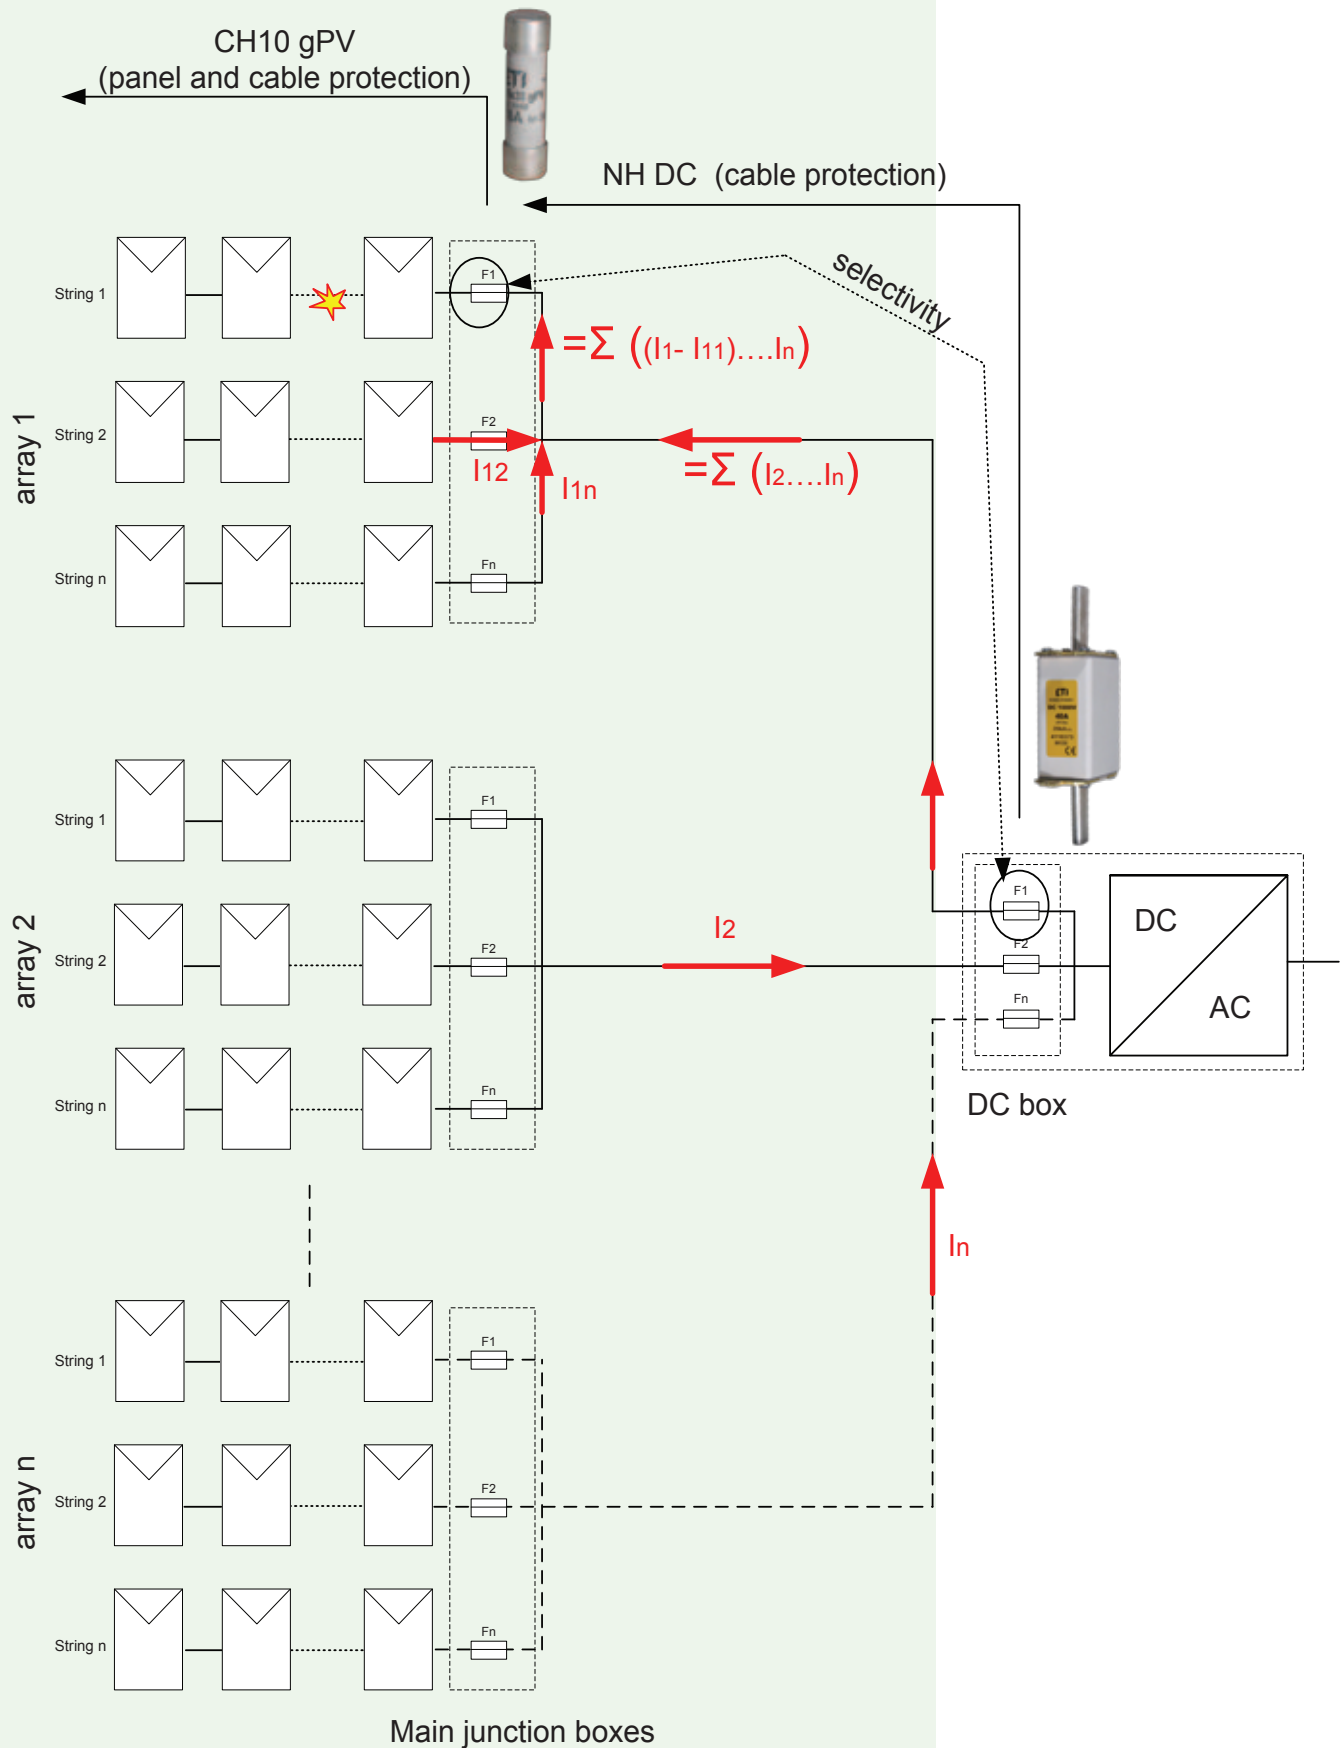 CH10 gPV
(panel and cable protection)
ETI
NH DC (cable protection)
selectivity
array 1
String 1
F1
=Σ ((I1- I11)....In)
String 2
F2
I12
I1n
=Σ (I2....In)
String n
Fn
ETI
array 2
String 1
F1
String 2
F2
I2
String n
Fn
F1
F2
Fn
DC
AC
DC box
In
array n
String 1
F1
String 2
F2
String n
Fn
Main junction boxes